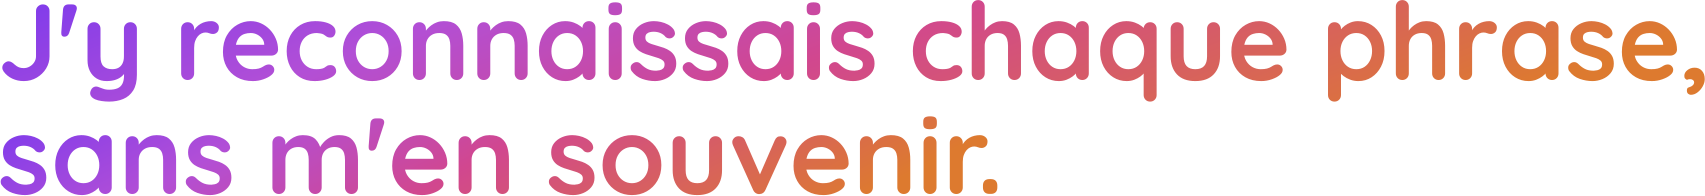 J'y reconnaissais chaque phrase,
sans m'en souvenir.